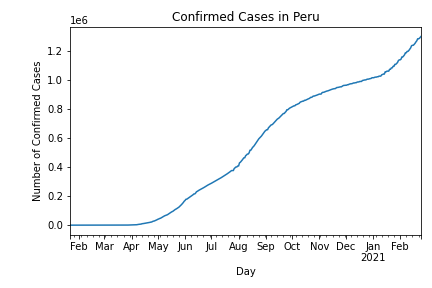 Confirmed Cases in Peru
1e6
Number of Confirmed Cases
1.2
1.0
0.8
0.6
0.4
0.2
0.0
Feb Mar Apr May Jun Jul Aug Sep Oct Nov Dec Jan Feb
2021
Day